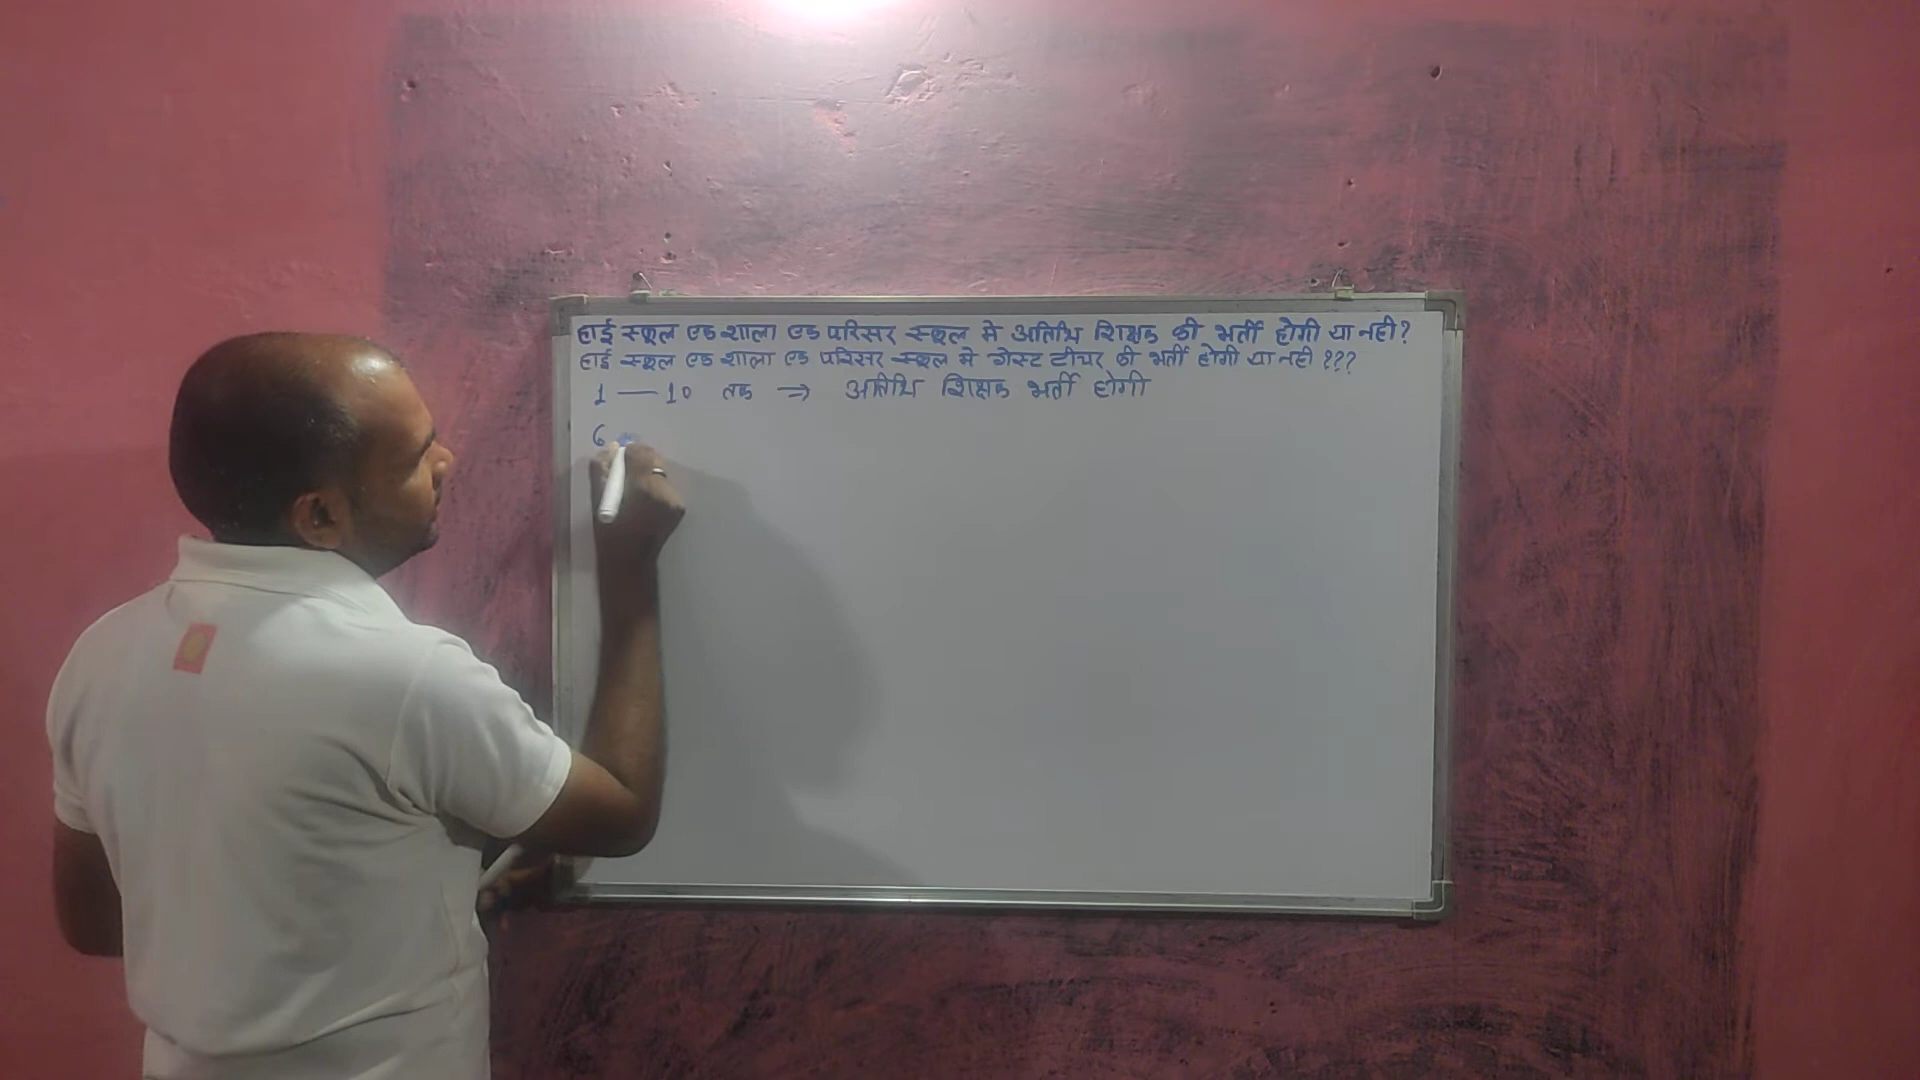 हाई स्कूल एक शाला एक परिसर स्कूल मे अतिथि शिक्षक की भर्ती होगी या नही?
हाई स्कूल एक शाला एक परिसर स्कूल मे गेस्ट टीचर की भर्ती होगी या नही ???
1 — 10 तक ⇒ अतिथि शिक्षक भर्ती होगी
6